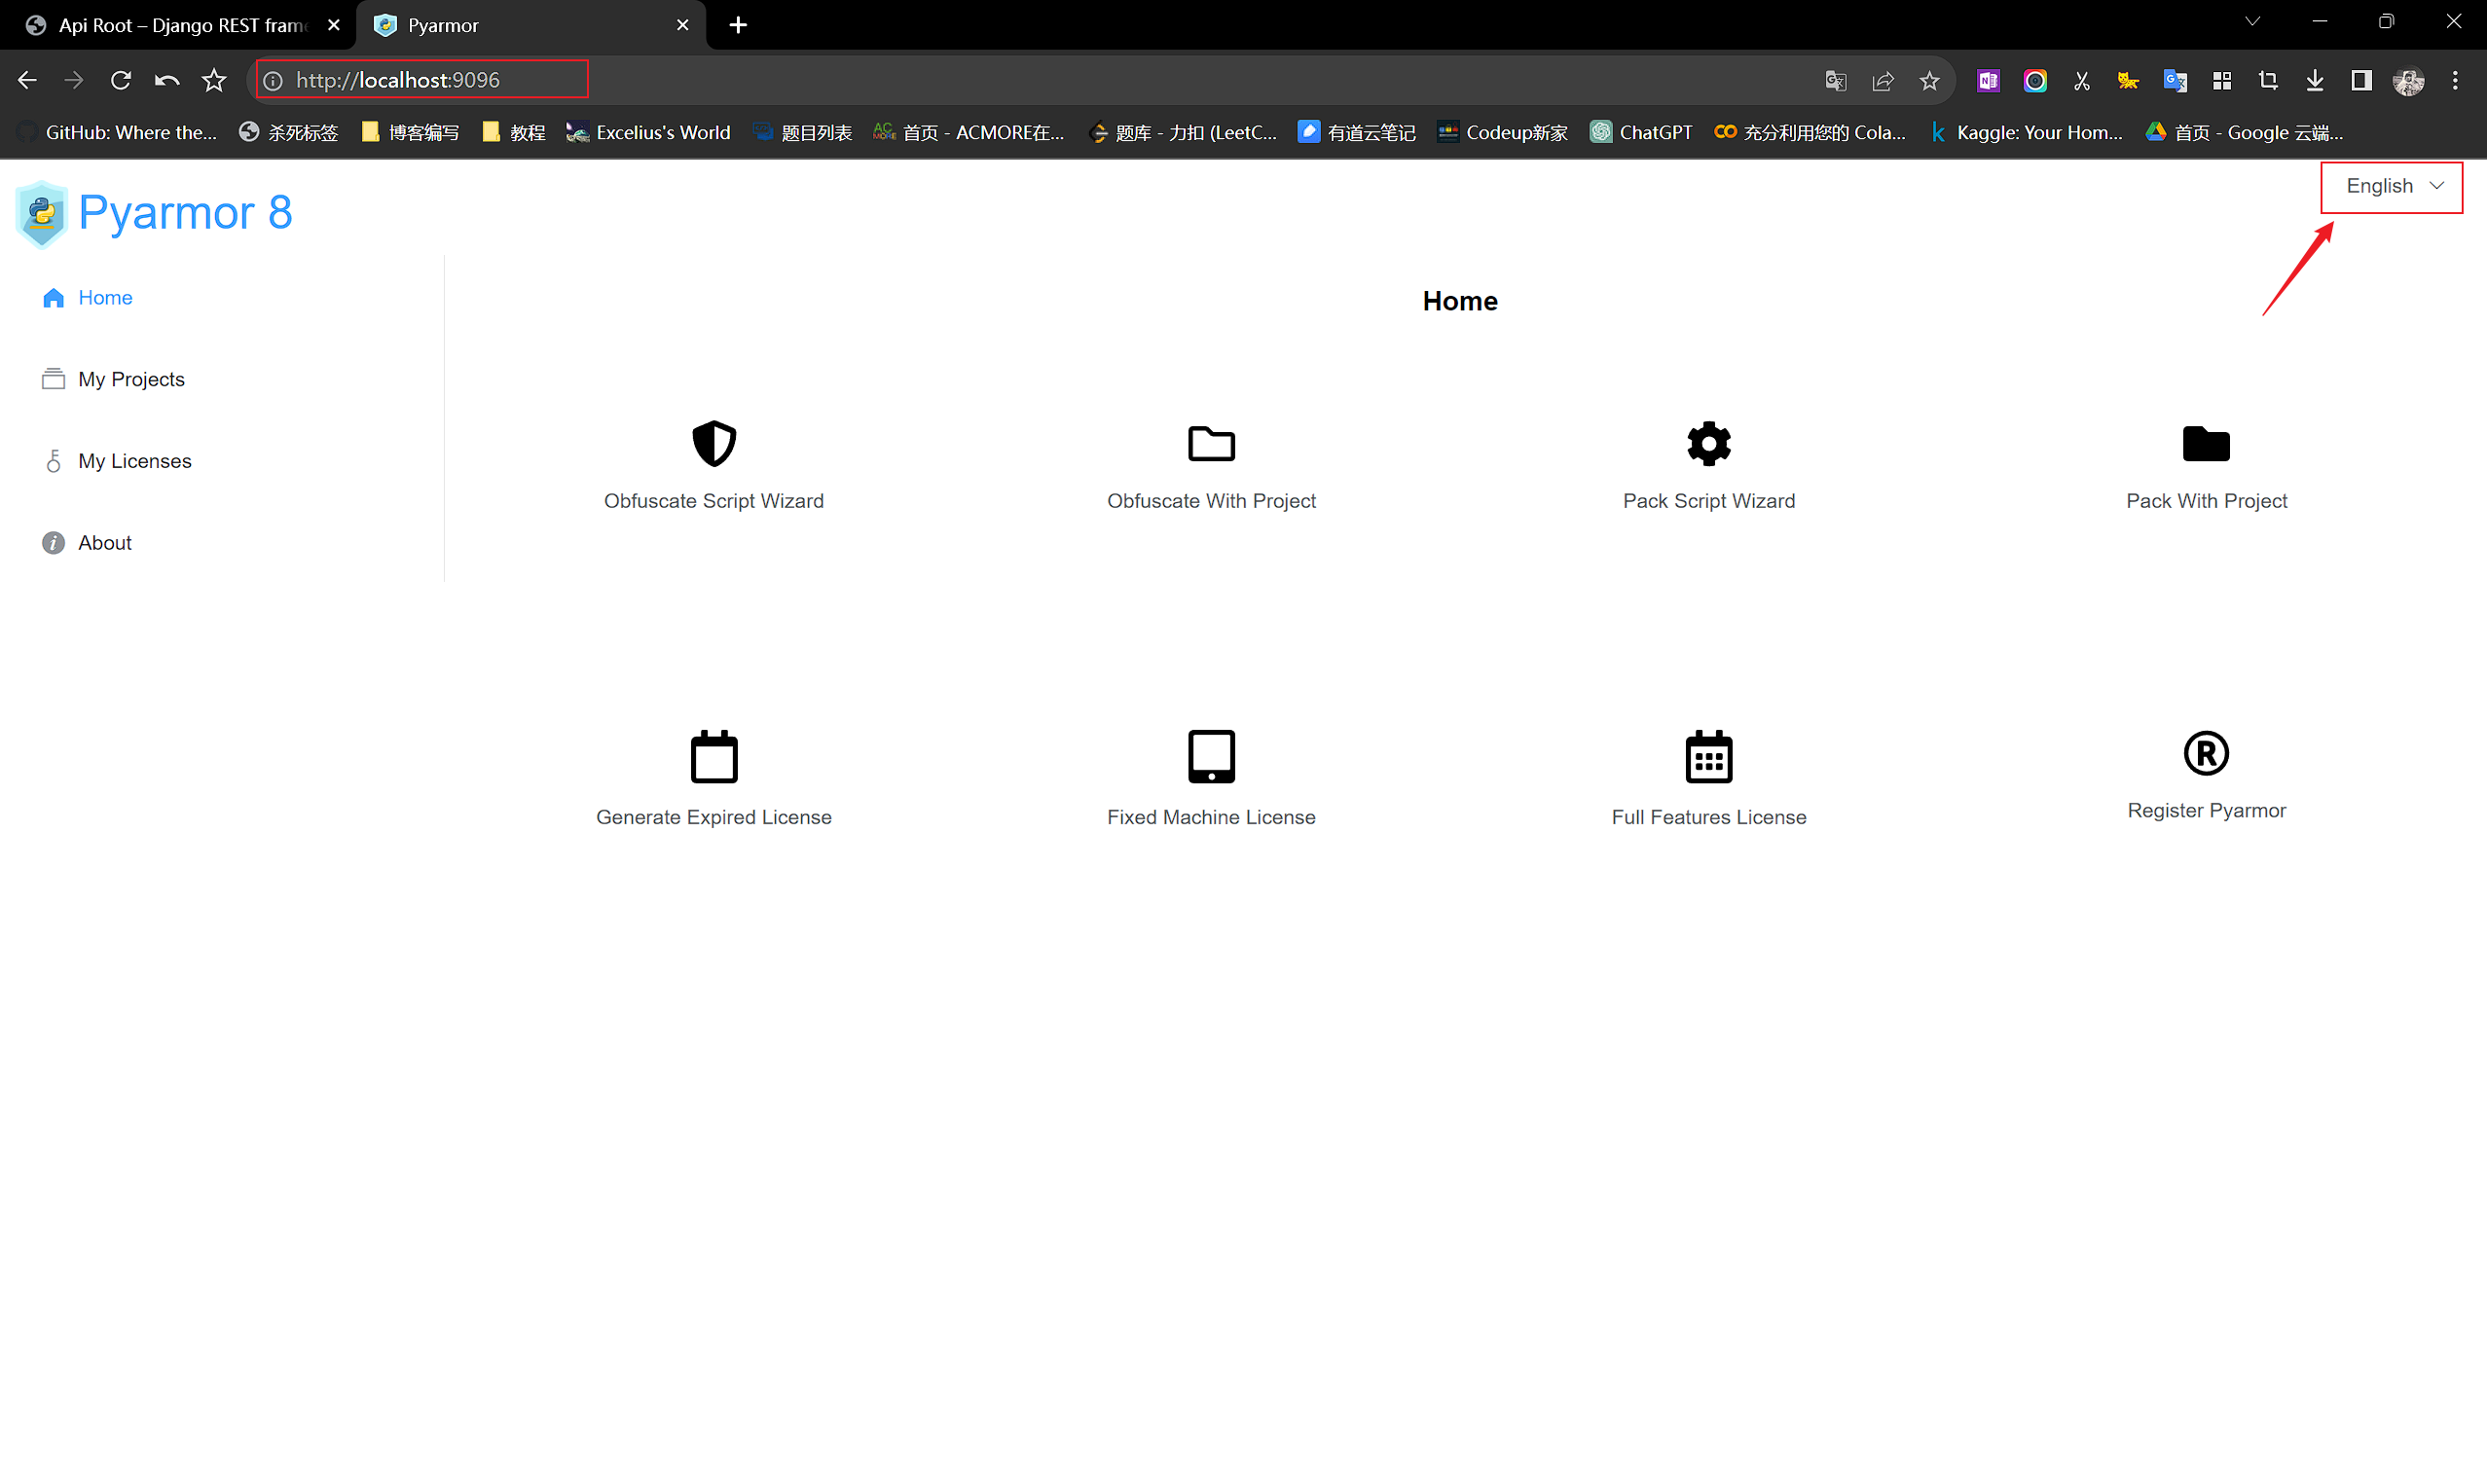 Api Root – Django REST fram
Pyarmor
http://localhost:9096
GitHub: Where the... 杀死标签 博客编写 教程 Excelius's World 题目列表 首页 - ACMORE在... 题库 - 力扣 (LeetC... 有道云笔记 Codeup新家 ChatGPT 充分利用您的 Cola... Kaggle: Your Hom... 首页 - Google 云端...
Pyarmor 8
English
Home
My Projects
My Licenses
About
Home
Obfuscate Script Wizard
Obfuscate With Project
Pack Script Wizard
Pack With Project
Generate Expired License
Fixed Machine License
Full Features License
Register Pyarmor